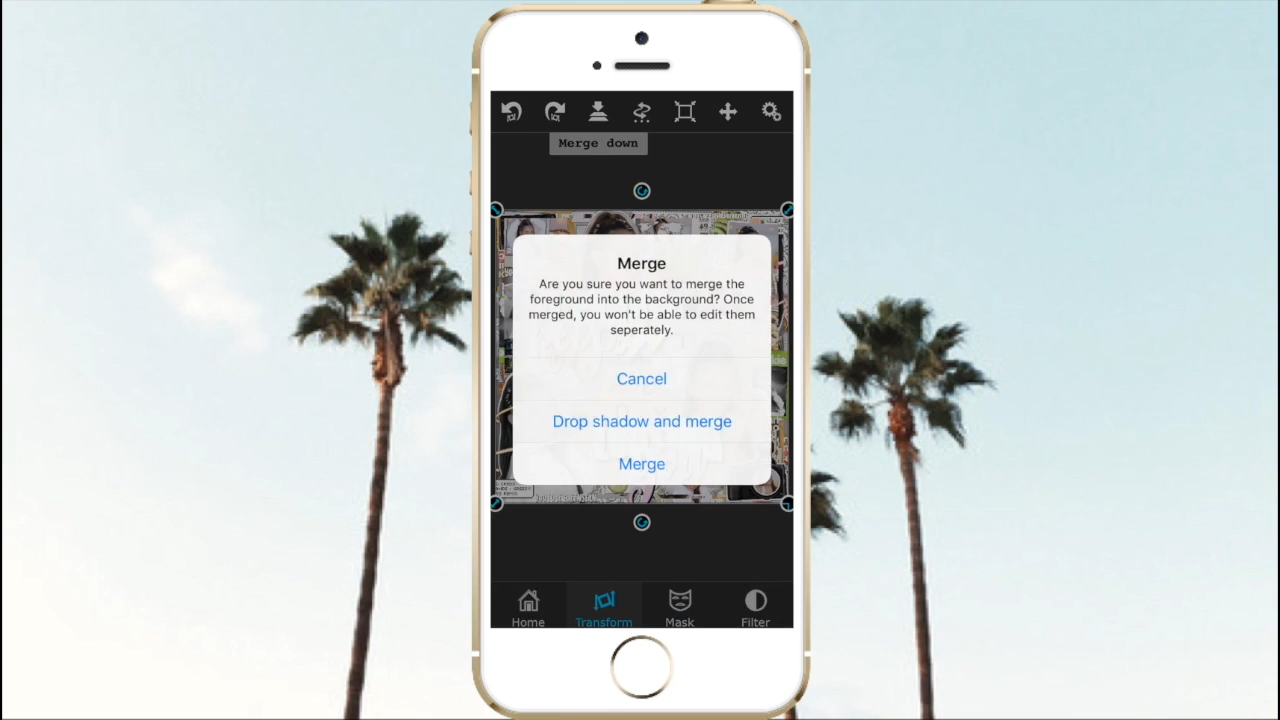 Merge down
Merge
Are you sure you want to merge the
foreground into the background? Once
merged, you won't be able to edit them
seperately.
Cancel
Drop shadow and merge
Merge
Home
Transform
Mask
Filter